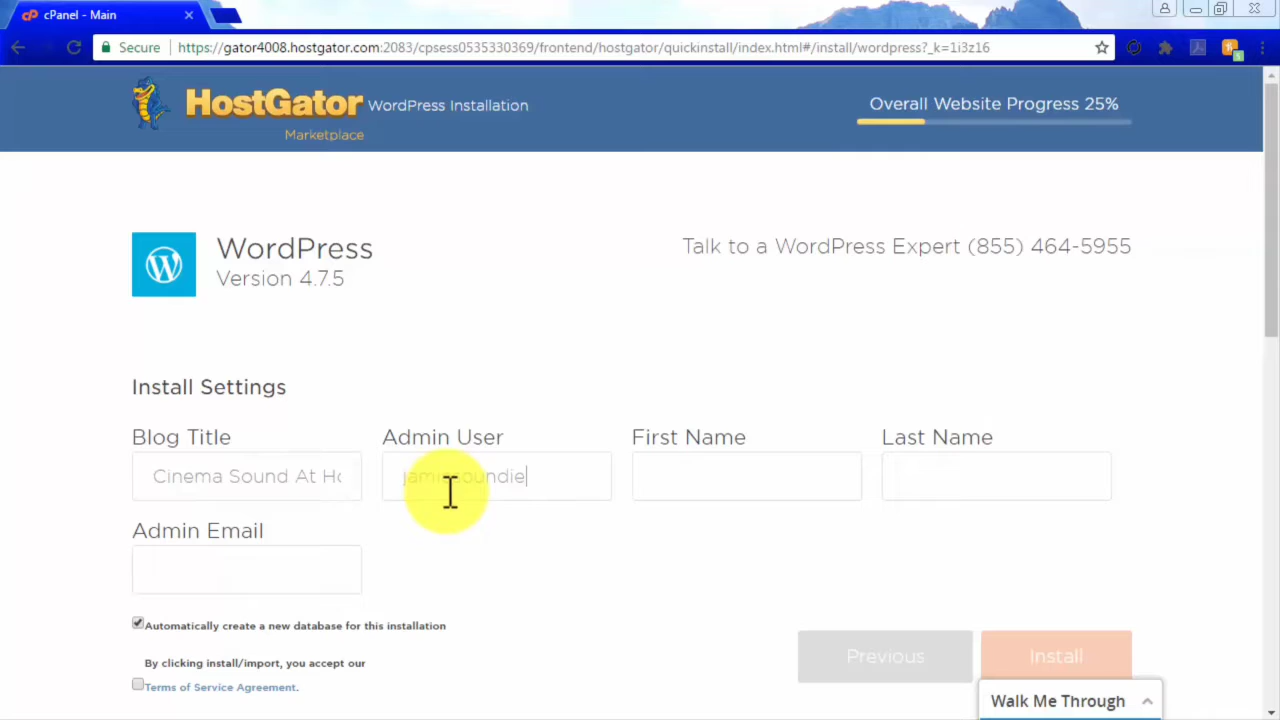 cPanel - Main
Secure https://gator4008.hostgator.com:2083/cpsess0535330369/frontend/hostgator/quickinstall/index.html#/install/wordpress?_k=1i3z16
HostGator WordPress Installation
Marketplace
Overall Website Progress 25%
WordPress
Version 4.7.5
Talk to a WordPress Expert (855) 464-5955
Install Settings
Blog Title Admin User First Name Last Name
Cinema Sound At Ho
Admin Email
Automatically create a new database for this installation
By clicking install/import, you accept our
Terms of Service Agreement.
Previous Install
Walk Me Through